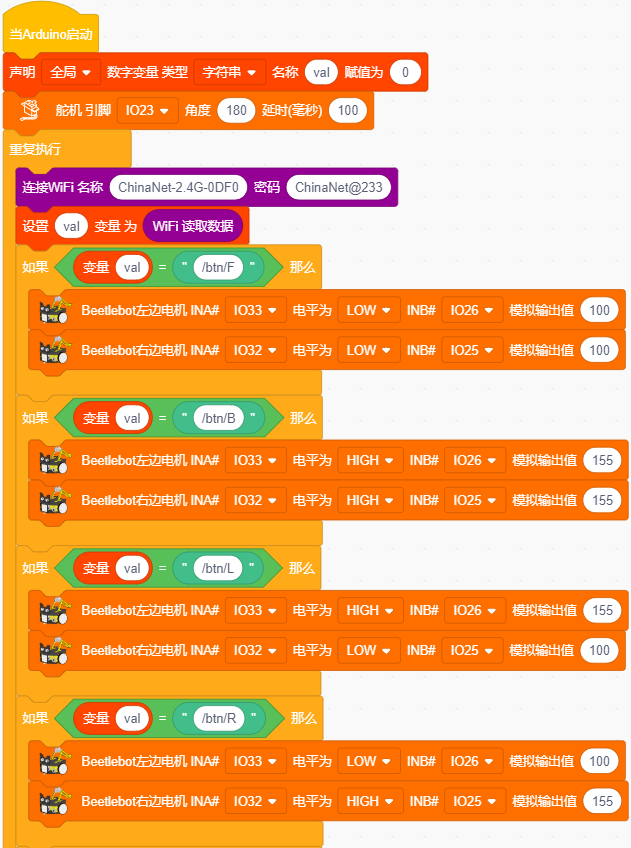 当Arduino启动
声明 全局 数字变量 类型 字符串 名称 val 赋值为 0
舵机 引脚 IO23 角度 180 延时(毫秒) 100
重复执行
连接WiFi 名称 ChinaNet-2.4G-0DF0 密码 ChinaNet@233
设置 val 变量 为 WiFi 读取数据
如果 变量 val = " /btn/F " 那么
Beetlebot左边电机 INA# IO33 电平为 LOW INB# IO26 模拟输出值 100
Beetlebot右边电机 INA# IO32 电平为 LOW INB# IO25 模拟输出值 100
如果 变量 val = " /btn/B " 那么
Beetlebot左边电机 INA# IO33 电平为 HIGH INB# IO26 模拟输出值 155
Beetlebot右边电机 INA# IO32 电平为 HIGH INB# IO25 模拟输出值 155
如果 变量 val = " /btn/L " 那么
Beetlebot左边电机 INA# IO33 电平为 HIGH INB# IO26 模拟输出值 155
Beetlebot右边电机 INA# IO32 电平为 LOW INB# IO25 模拟输出值 100
如果 变量 val = " /btn/R " 那么
Beetlebot左边电机 INA# IO33 电平为 LOW INB# IO26 模拟输出值 100
Beetlebot右边电机 INA# IO32 电平为 HIGH INB# IO25 模拟输出值 155